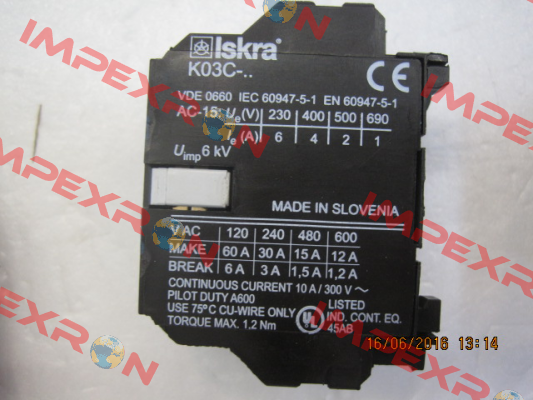 Iskra
K03C-..
CE
VDE 0660 IEC 60947-5-1 EN 60947-5-1
AC-15: Ue(V) 230 400 500 690
Ie(A) 6 4 2 1
Uimp 6 kV
MADE IN SLOVENIA
V AC 120 240 480 600
MAKE 60 A 30 A 15 A 12 A
BREAK 6 A 3 A 1,5 A 1,2 A
CONTINUOUS CURRENT 10 A / 300 V ~
PILOT DUTY A600
USE 75°C CU-WIRE ONLY
TORQUE MAX. 1,2 Nm
UL
LISTED
IND. CONT. EQ.
45AB
16/06/2016 13:14
IMPEXRON
IMPEXRON
IMPEXRON
IMPEXRON